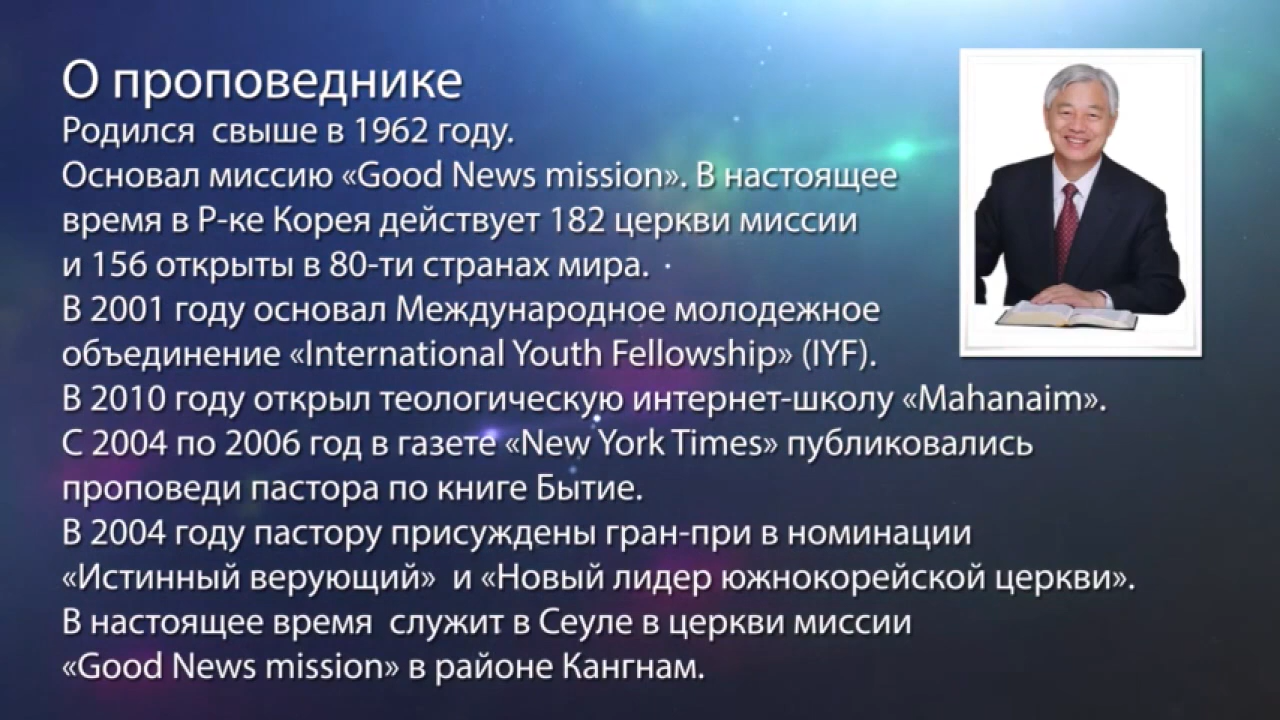 О проповеднике
Родился свыше в 1962 году.
Основал миссию «Good News mission». В настоящее
время в Р-ке Корея действует 182 церкви миссии
и 156 открыты в 80-ти странах мира.
В 2001 году основал Международное молодежное
объединение «International Youth Fellowship» (IYF).
В 2010 году открыл теологическую интернет-школу «Mahanaim».
С 2004 по 2006 год в газете «New York Times» публиковались
проповеди пастора по книге Бытие.
В 2004 году пастору присуждены гран-при в номинации
«Истинный верующий» и «Новый лидер южнокорейской церкви».
В настоящее время служит в Сеуле в церкви миссии
«Good News mission» в районе Кангнам.